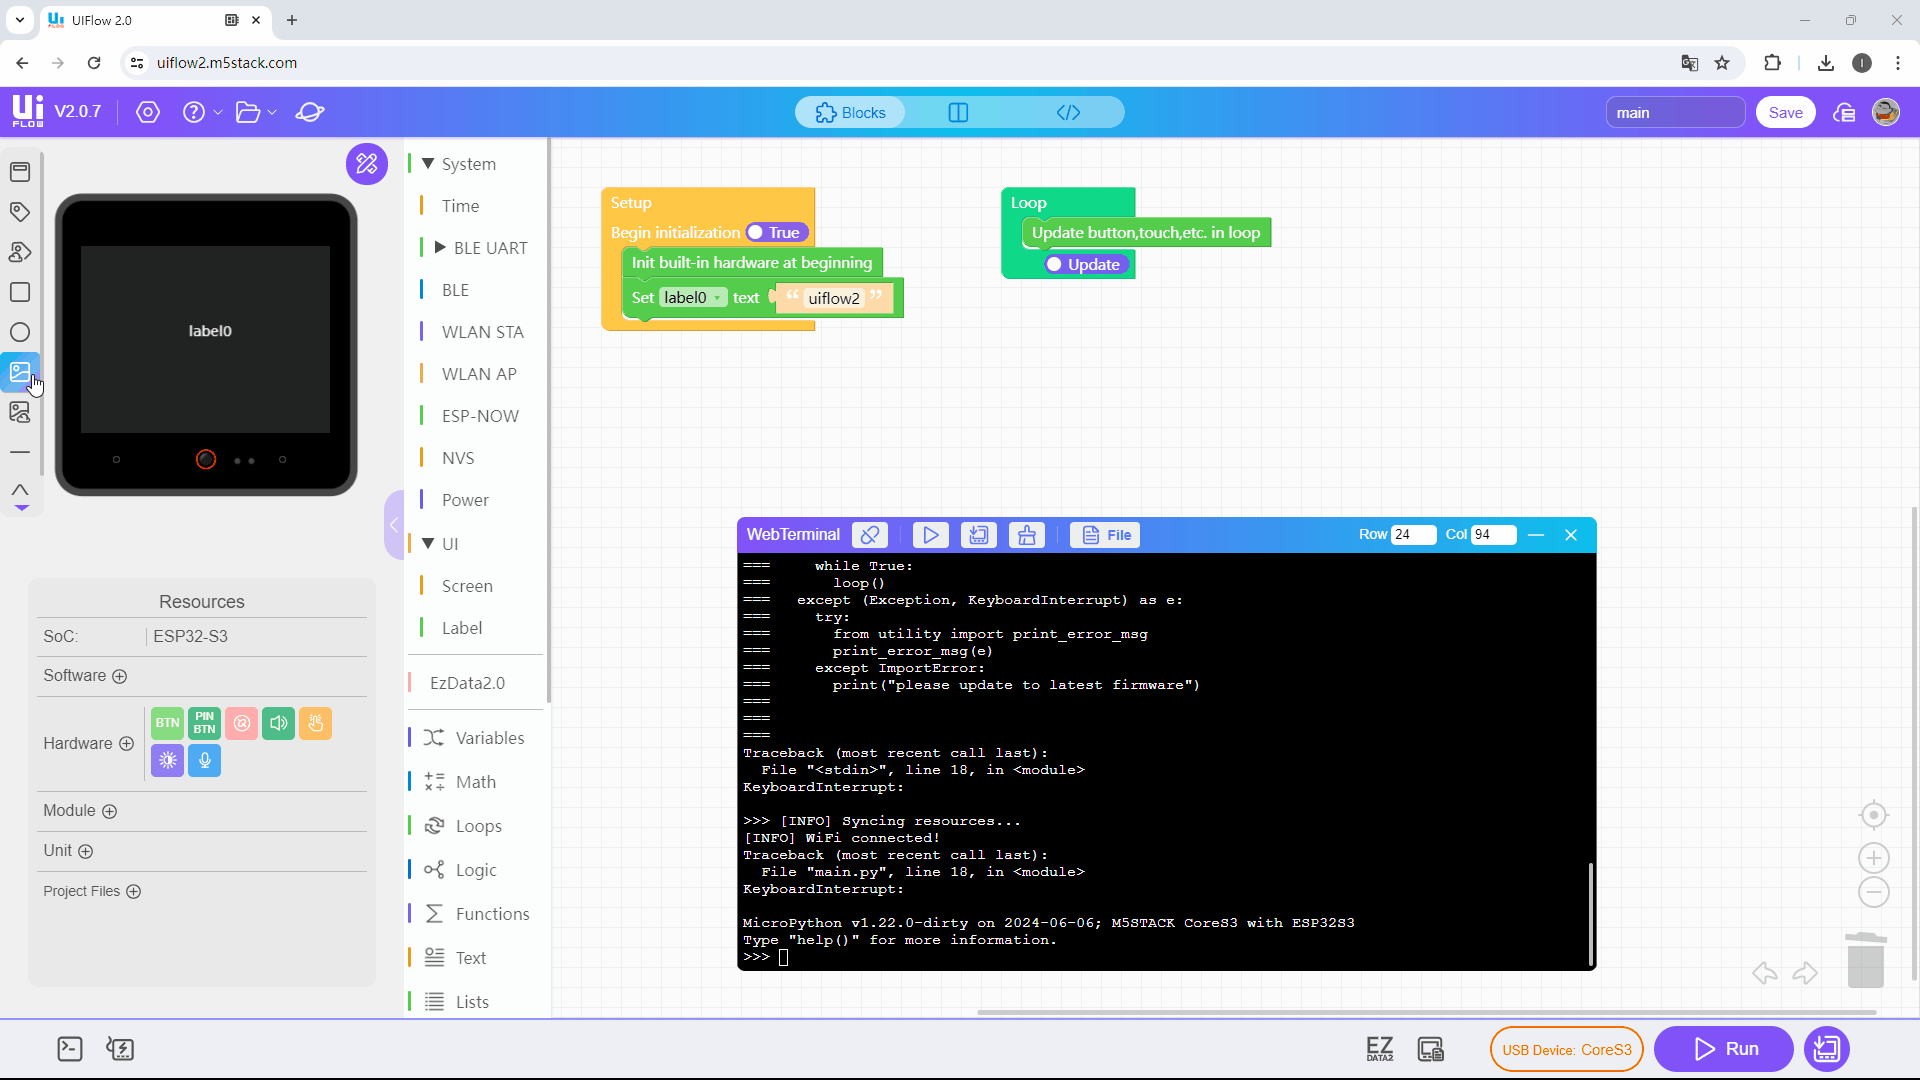 UIFlow 2.0
uiflow2.m5stack.com
Ui FLOW V2.0.7
Blocks
main
Save
label0
System
Time
BLE UART
BLE
WLAN STA
WLAN AP
ESP-NOW
NVS
Power
UI
Screen
Label
EzData2.0
Variables
Math
Loops
Logic
Functions
Text
Lists
Resources
SoC: ESP32-S3
Software
Hardware
BTN
PIN BTN
Module
Unit
Project Files
Setup
Begin initialization True
Init built-in hardware at beginning
Set label0 text “ uiflow2 ”
Loop
Update button,touch,etc. in loop
Update
WebTerminal File Row 24 Col 94
=== while True:
=== loop()
=== except (Exception, KeyboardInterrupt) as e:
=== try:
=== from utility import print_error_msg
=== print_error_msg(e)
=== except ImportError:
=== print("please update to latest firmware")
===
===
===
Traceback (most recent call last):
File "<stdin>", line 18, in <module>
KeyboardInterrupt:
>>> [INFO] Syncing resources...
[INFO] WiFi connected!
Traceback (most recent call last):
File "main.py", line 18, in <module>
KeyboardInterrupt:
MicroPython v1.22.0-dirty on 2024-06-06; M5STACK CoreS3 with ESP32S3
Type "help()" for more information.
>>>
EZ DATA2
USB Device: CoreS3
Run